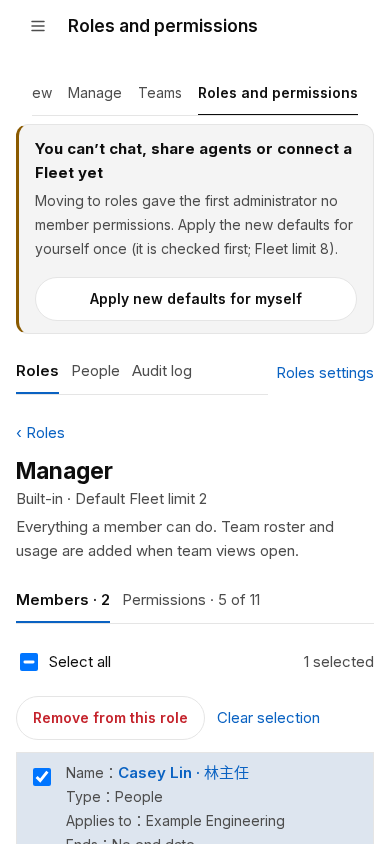 Roles and permissions
ew Manage Teams Roles and permissions
You can’t chat, share agents or connect a
Fleet yet
Moving to roles gave the first administrator no
member permissions. Apply the new defaults for
yourself once (it is checked first; Fleet limit 8).
Apply new defaults for myself
Roles People Audit log Roles settings
‹ Roles
Manager
Built-in · Default Fleet limit 2
Everything a member can do. Team roster and
usage are added when team views open.
Members · 2 Permissions · 5 of 11
Select all 1 selected
Remove from this role Clear selection
Name：Casey Lin · 林主任
Type：People
Applies to：Example Engineering
Ends：No end date